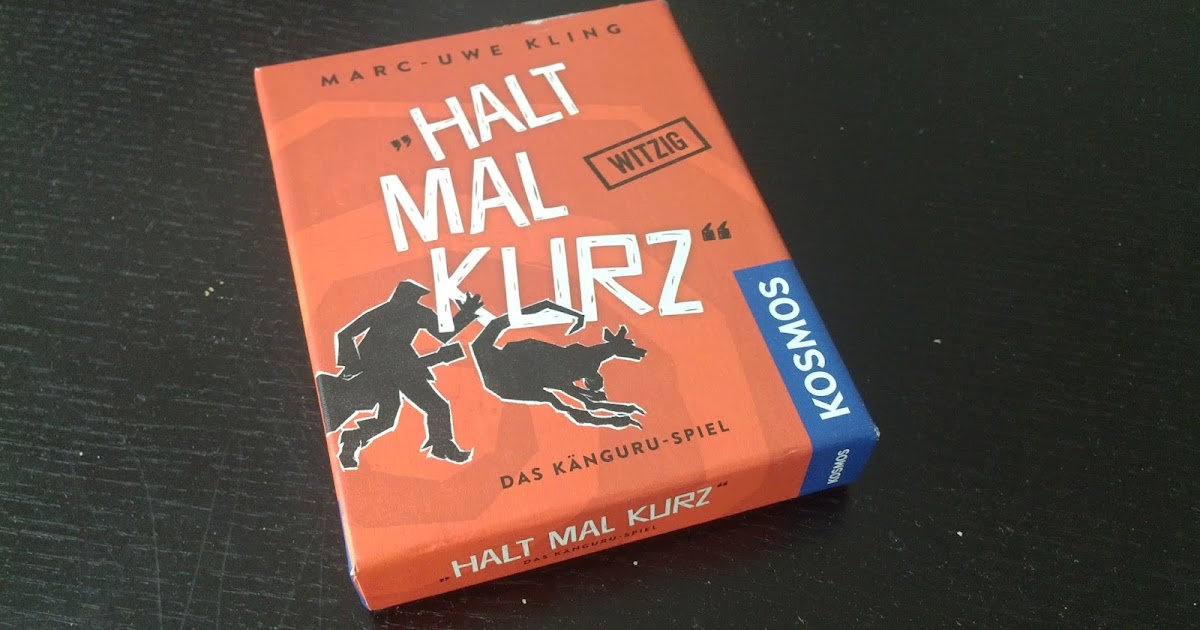 MARC-UWE KLING
„HALT
MAL
KURZ“
WITZIG
KOSMOS
DAS KÄNGURU-SPIEL
„HALT MAL KURZ“
DAS KÄNGURU-SPIEL
KOSMOS